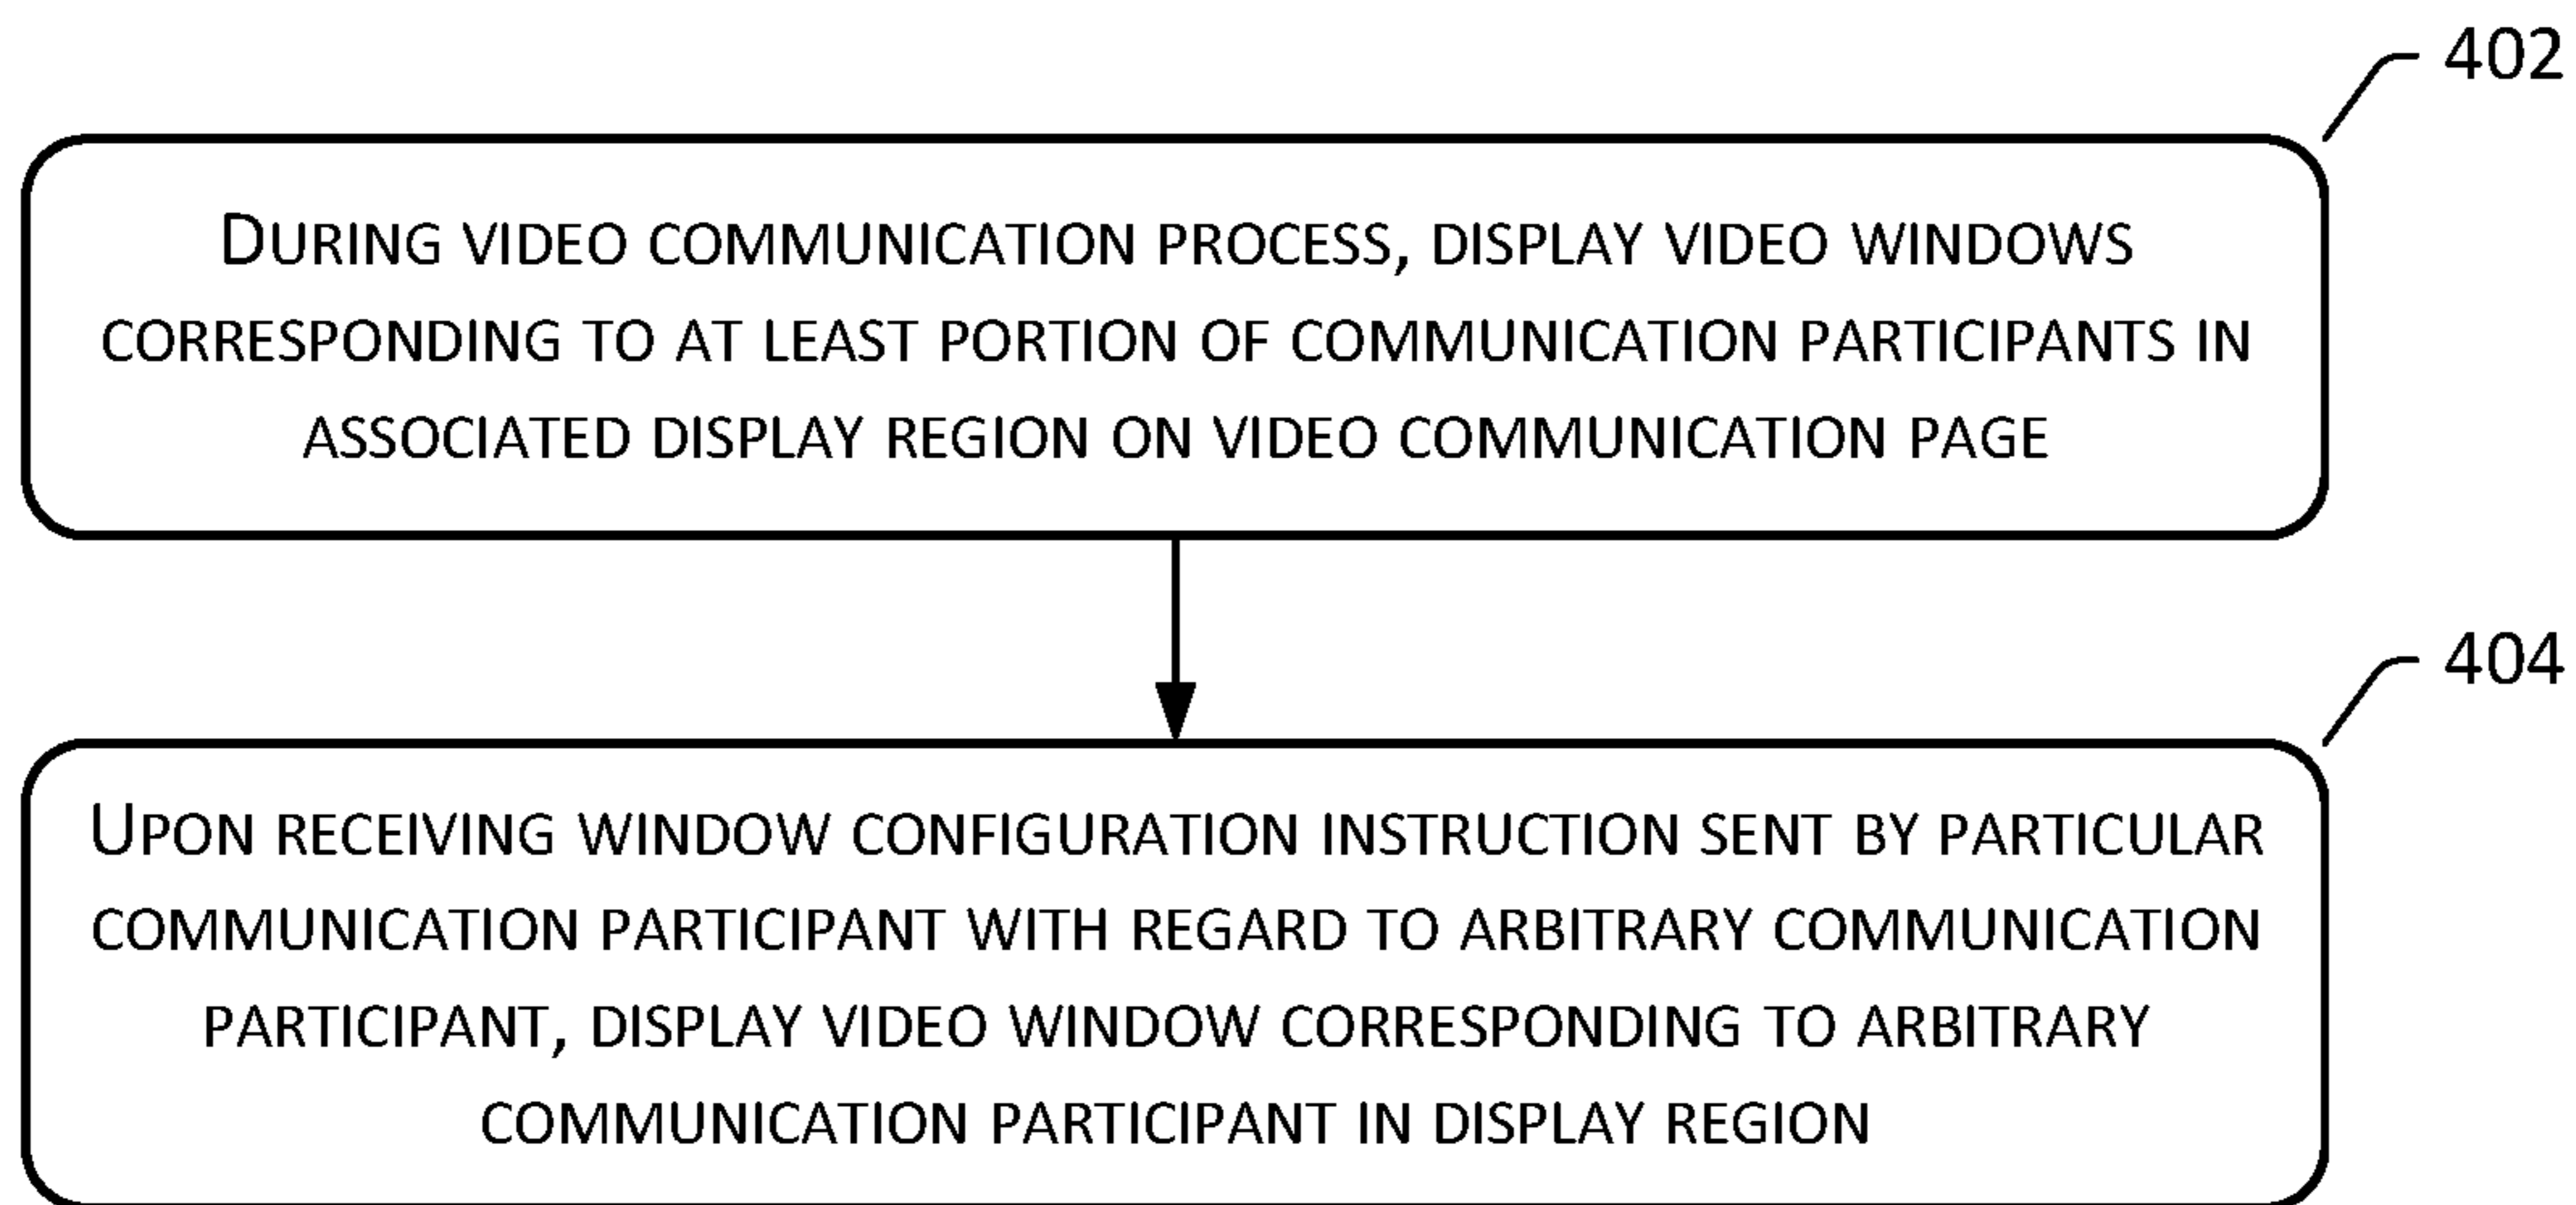 402
DURING VIDEO COMMUNICATION PROCESS, DISPLAY VIDEO WINDOWS
CORRESPONDING TO AT LEAST PORTION OF COMMUNICATION PARTICIPANTS IN
ASSOCIATED DISPLAY REGION ON VIDEO COMMUNICATION PAGE
404
UPON RECEIVING WINDOW CONFIGURATION INSTRUCTION SENT BY PARTICULAR
COMMUNICATION PARTICIPANT WITH REGARD TO ARBITRARY COMMUNICATION
PARTICIPANT, DISPLAY VIDEO WINDOW CORRESPONDING TO ARBITRARY
COMMUNICATION PARTICIPANT IN DISPLAY REGION